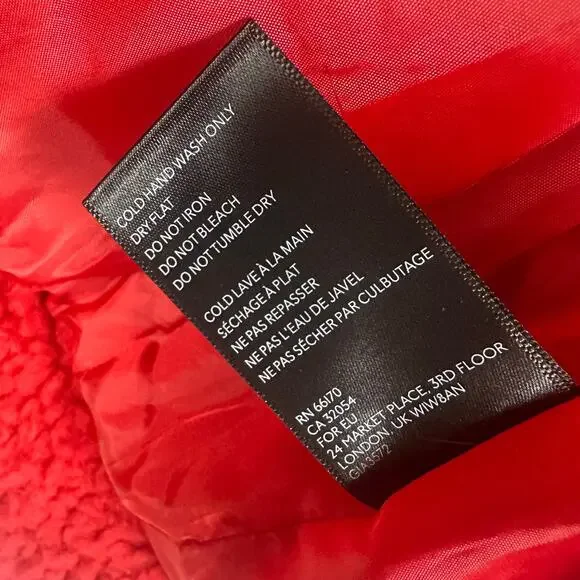 COLD HAND WASH ONLY
DRY FLAT
DO NOT IRON
DO NOT BLEACH
DO NOT TUMBLE DRY
COLD LAVE À LA MAIN
SÉCHAGE À PLAT
NE PAS REPASSER
NE PAS L'EAU DE JAVEL
NE PAS SÉCHER PAR CULBUTAGE
RN 66170
CA 32054
FOR EU
24 MARKET PLACE, 3RD FLOOR
LONDON, UK W1W8AN
GIA3572